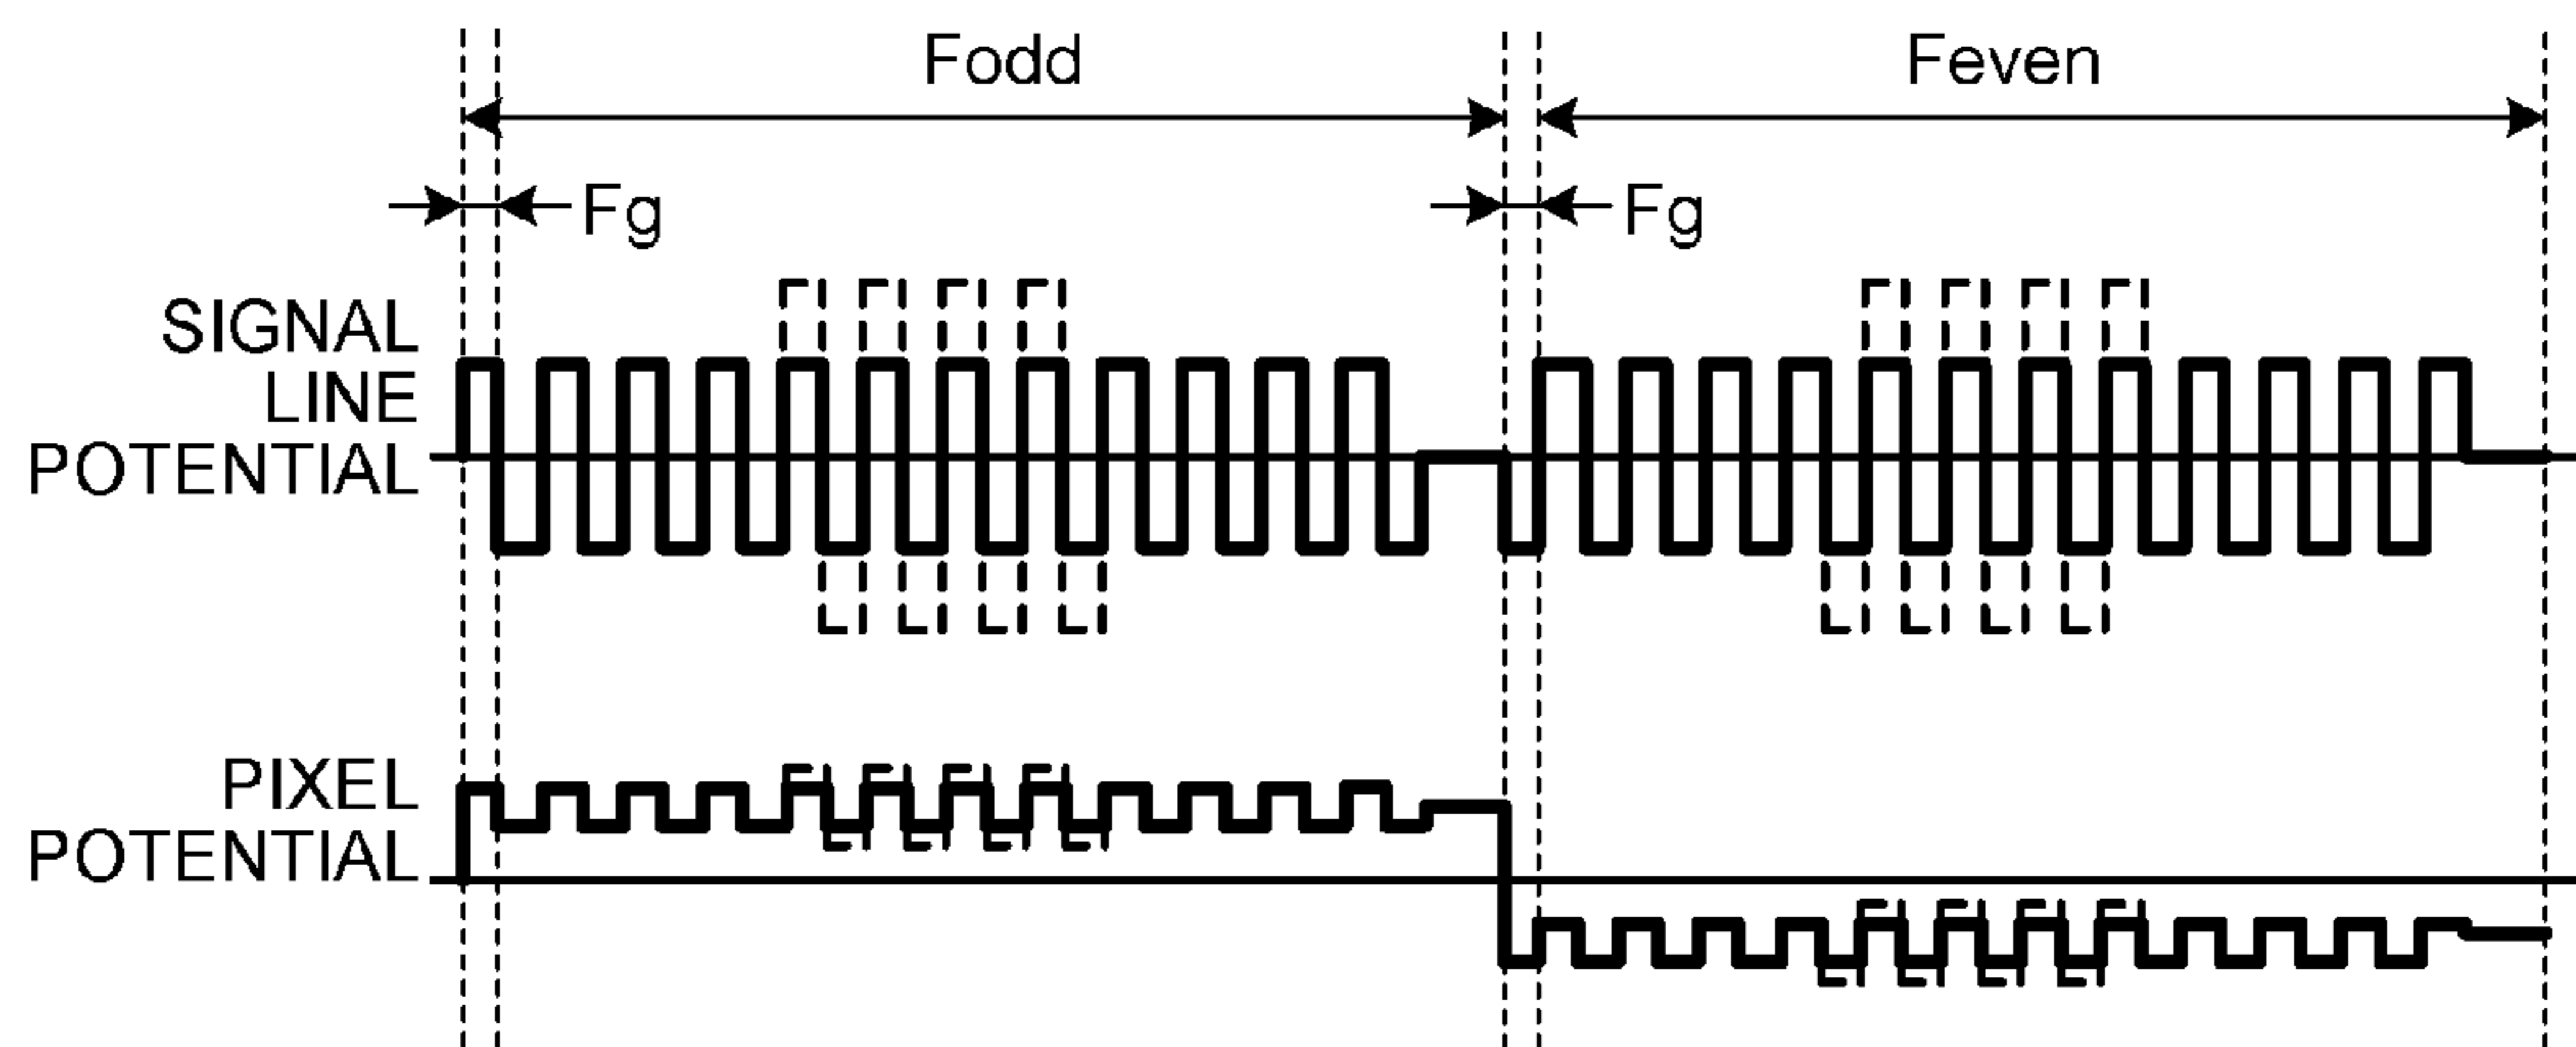 Fodd
Feven
Fg
Fg
SIGNAL
LINE
POTENTIAL
PIXEL
POTENTIAL